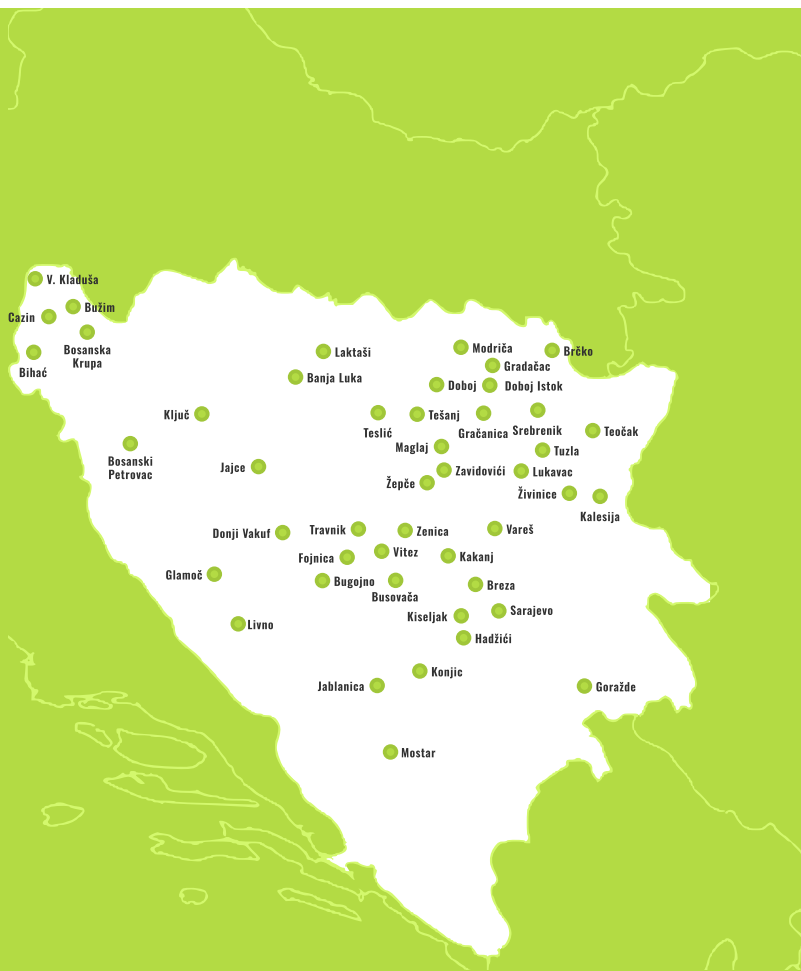 V. Kladuša
Bužim
Cazin
Bosanska
Krupa
Bihać
Laktaši
Modriča
Brčko
Gradačac
Banja Luka
Doboj
Doboj Istok
Ključ
Tešanj
Teslić
Gračanica
Srebrenik
Teočak
Maglaj
Tuzla
Bosanski
Petrovac
Jajce
Zavidovići
Lukavac
Žepče
Živinice
Kalesija
Donji Vakuf
Travnik
Zenica
Vareš
Vitez
Fojnica
Kakanj
Glamoč
Bugojno
Breza
Busovača
Sarajevo
Kiseljak
Livno
Hadžići
Konjic
Jablanica
Goražde
Mostar